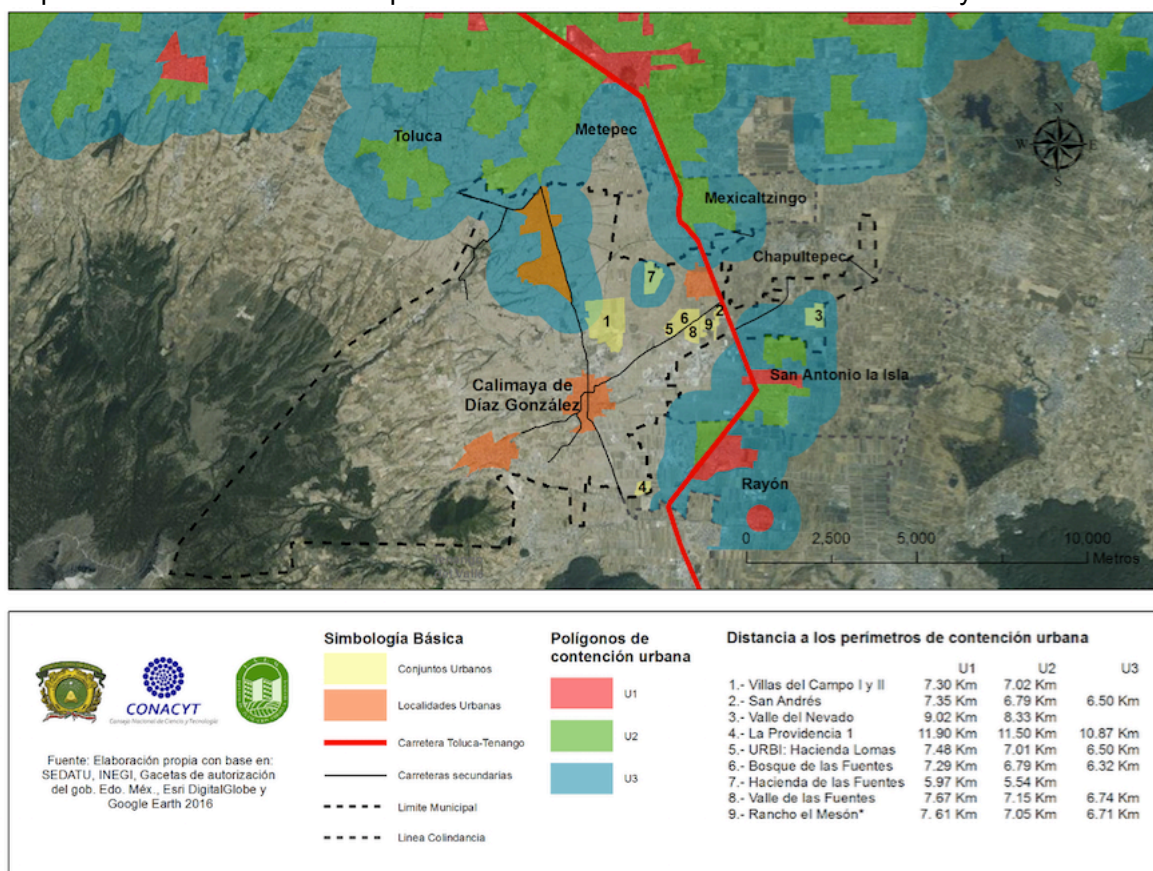 Toluca
Metepec
Mexicaltzingo
Chapultepec
7
1
6
2
5
8
9
3
San Antonio la Isla
Calimaya de
Díaz González
4
Rayón
N
W
E
S
0
2,500
5,000
10,000
Metros
CONACYT
Consejo Nacional de Ciencia y Tecnología
Fuente: Elaboración propia con base en:
SEDATU, INEGI, Gacetas de autorización
del gob. Edo. Méx., Esri DigitalGlobe y
Google Earth 2016
Simbología Básica
Conjuntos Urbanos
Localidades Urbanas
Carretera Toluca-Tenango
Carreteras secundarias
Limite Municipal
Linea Colindancia
Polígonos de
contención urbana
U1
U2
U3
Distancia a los perímetros de contención urbana
U1 U2 U3
1.- Villas del Campo I y II 7.30 Km 7.02 Km
2.- San Andrés 7.35 Km 6.79 Km 6.50 Km
3.- Valle del Nevado 9.02 Km 8.33 Km
4.- La Providencia 1 11.90 Km 11.50 Km 10.87 Km
5.- URBI: Hacienda Lomas 7.48 Km 7.01 Km 6.50 Km
6.- Bosque de las Fuentes 7.29 Km 6.79 Km 6.32 Km
7.- Hacienda de las Fuentes 5.97 Km 5.54 Km
8.- Valle de las Fuentes 7.67 Km 7.15 Km 6.74 Km
9.- Rancho el Mesón* 7. 61 Km 7.05 Km 6.71 Km